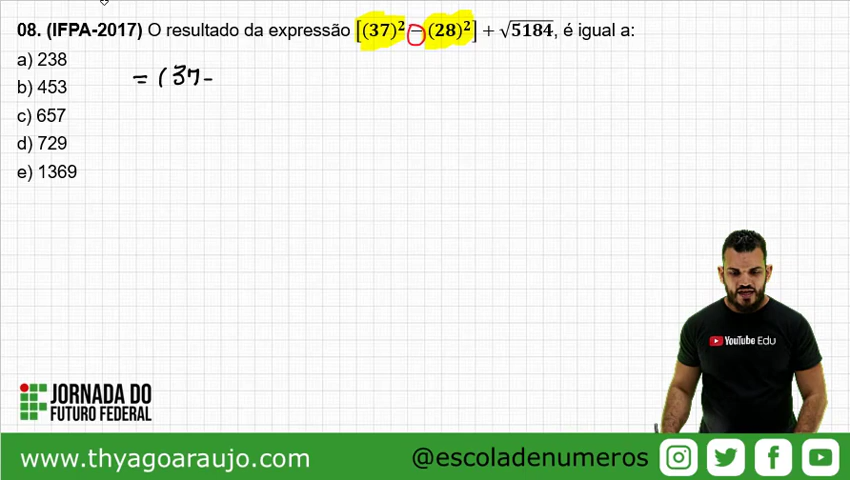 08. (IFPA-2017) O resultado da expressão [(37)² − (28)²] + √5184, é igual a:
a) 238
= (37 -
b) 453
c) 657
d) 729
e) 1369
YouTube Edu
JORNADA DO
FUTURO FEDERAL
www.thyagoaraujo.com
@escoladenumeros